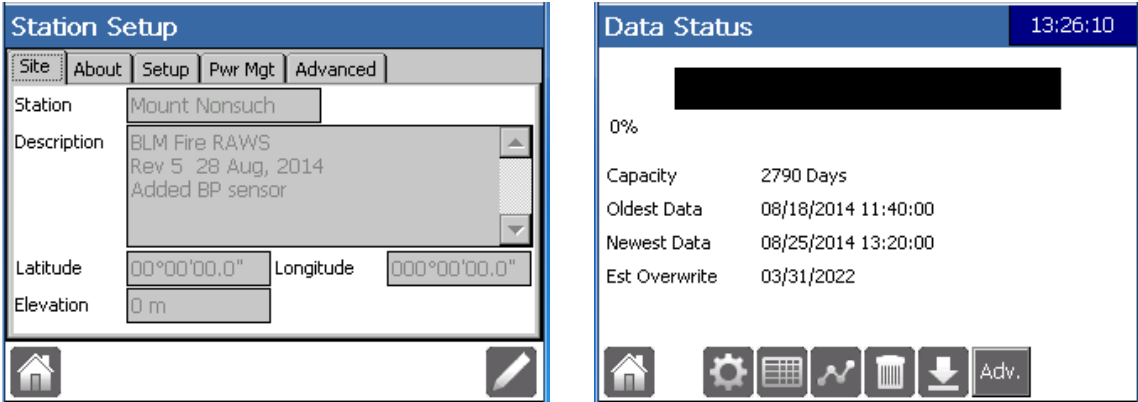 Station Setup
Site About Setup Pwr Mgt Advanced
Station Mount Nonsuch
Description BLM Fire RAWS
Rev 5 28 Aug, 2014
Added BP sensor
Latitude 00°00'00.0" Longitude 000°00'00.0"
Elevation 0 m
Data Status 13:26:10
0%
Capacity 2790 Days
Oldest Data 08/18/2014 11:40:00
Newest Data 08/25/2014 13:20:00
Est Overwrite 03/31/2022
Adv.